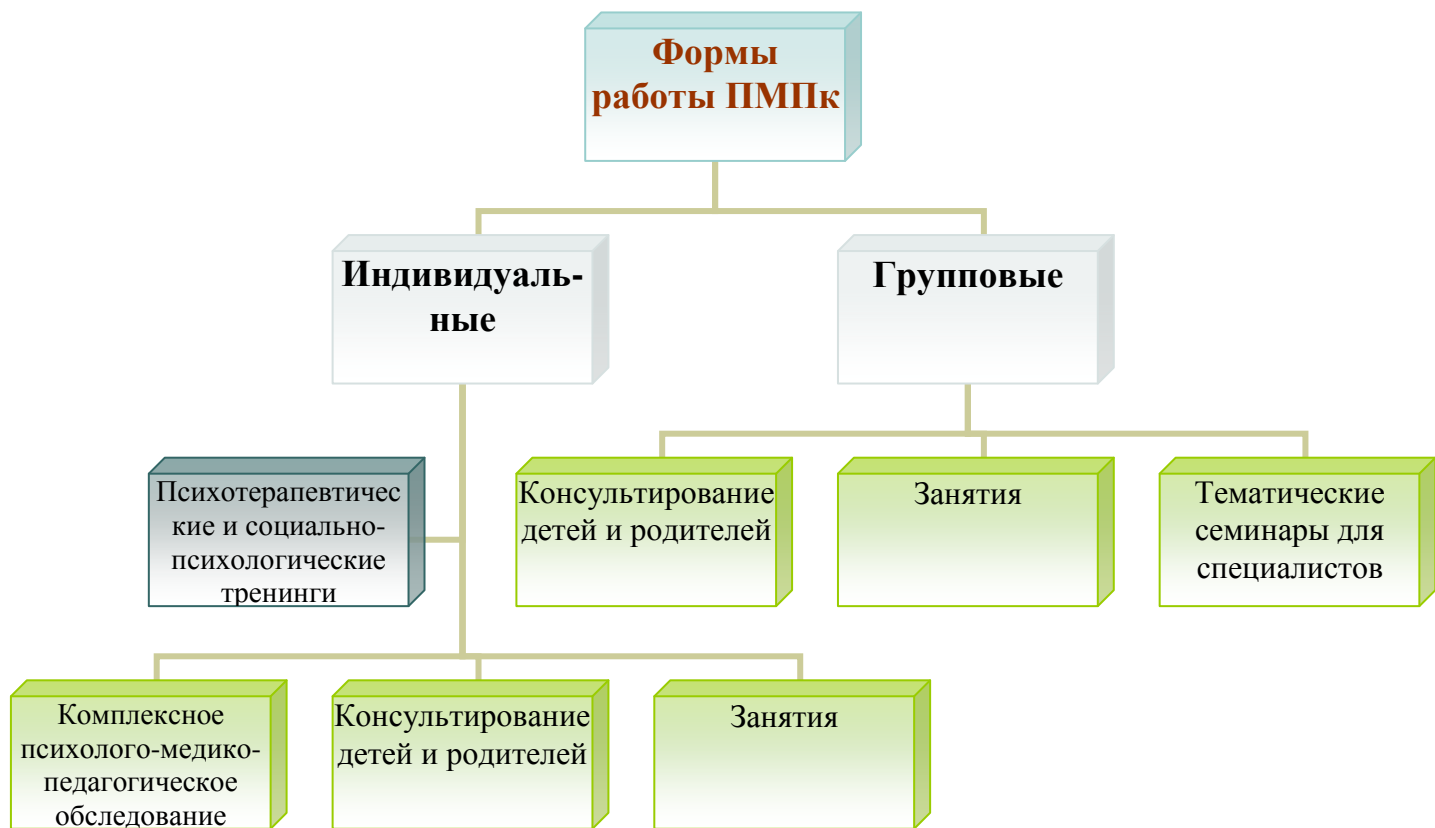 Формы
работы ПМПк
Индивидуаль-
ные
Групповые
Психотерапевтичес
кие и социально-
психологические
тренинги
Консультирование
детей и родителей
Занятия
Тематические
семинары для
специалистов
Комплексное
психолого-медико-
педагогическое
обследование
Консультирование
детей и родителей
Занятия